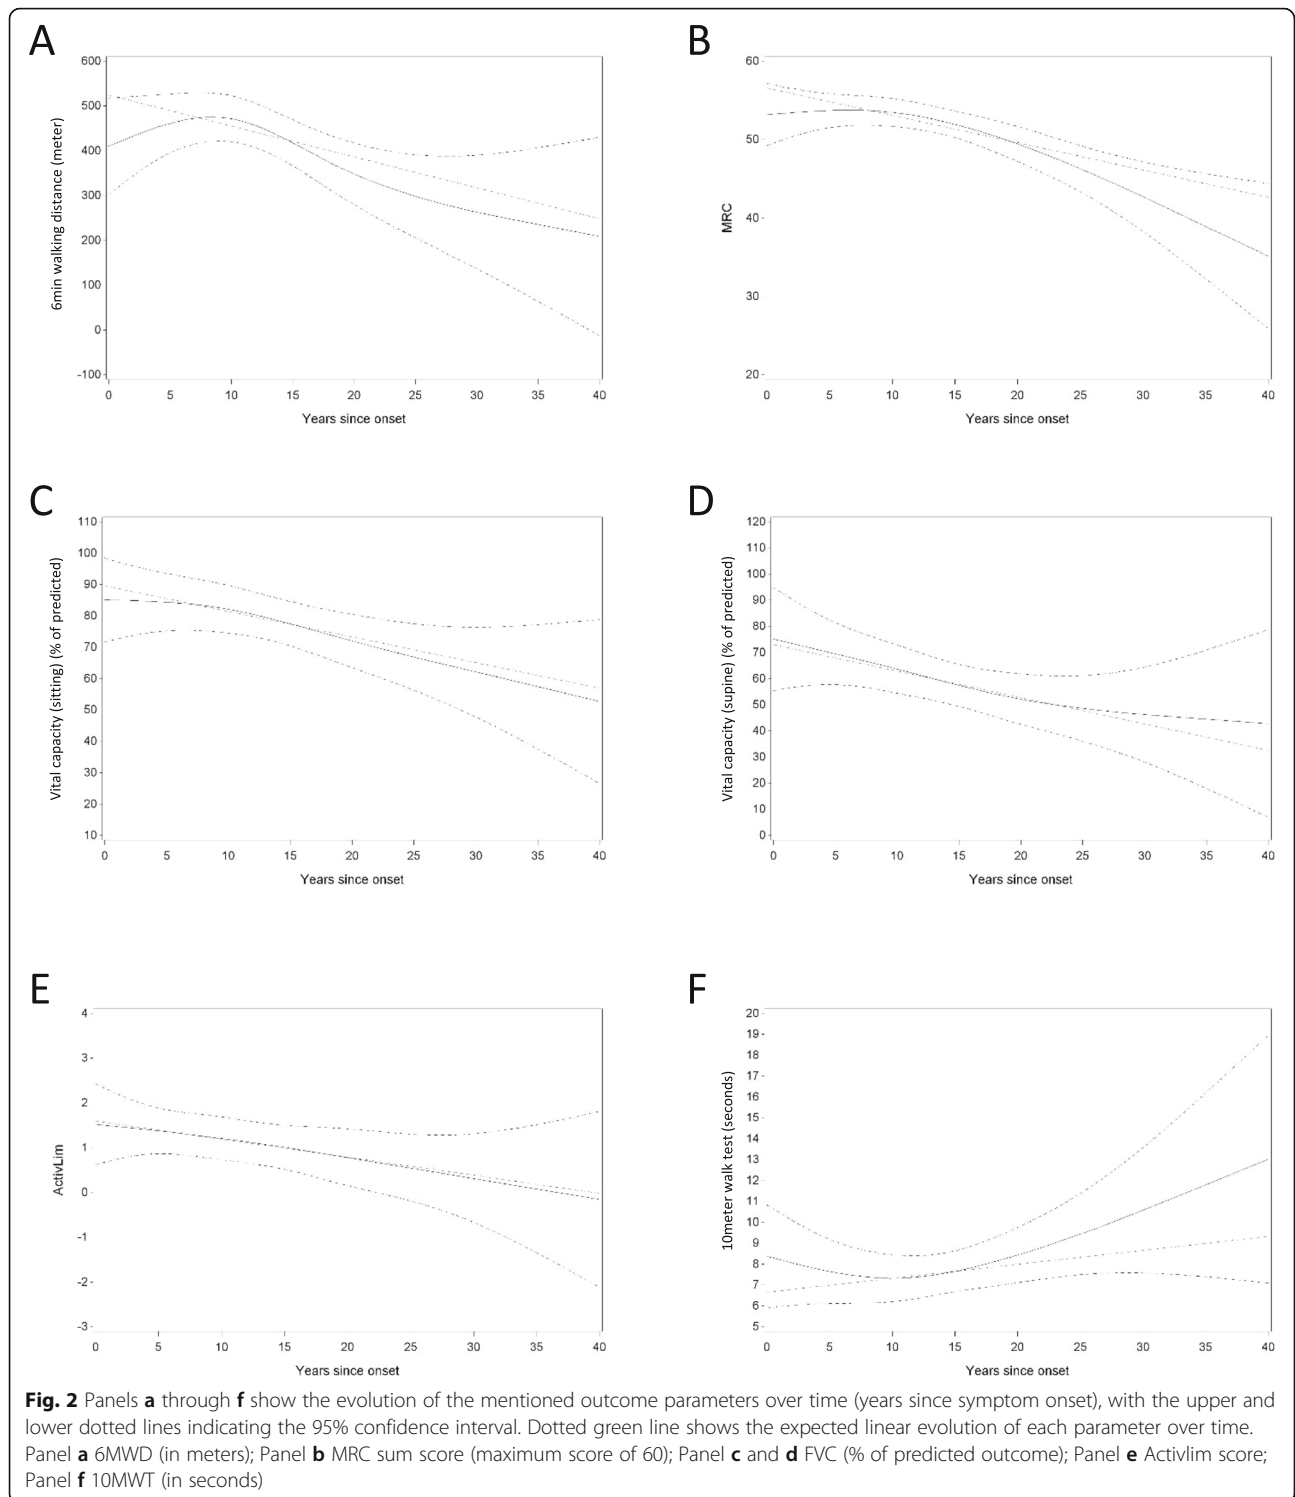 A
6min walking distance (meter)
600
500
400
300
200
100
0
-100
0 5 10 15 20 25 30 35 40
Years since onset
B
MRC
60
50
40
30
20
0 5 10 15 20 25 30 35 40
Years since onset
C
Vital capacity (sitting) (% of predicted)
110
100
90
80
70
60
50
40
30
20
10
0 5 10 15 20 25 30 35 40
Years since onset
D
Vital capacity (supine) (% of predicted)
120
110
100
90
80
70
60
50
40
30
20
10
0
0 5 10 15 20 25 30 35 40
Years since onset
E
ActivLim
4
3
2
1
0
-1
-2
-3
0 5 10 15 20 25 30 35 40
Years since onset
F
10meter walk test (seconds)
20
19
18
17
16
15
14
13
12
11
10
9
8
7
6
5
0 5 10 15 20 25 30 35 40
Years since onset
Fig. 2 Panels a through f show the evolution of the mentioned outcome parameters over time (years since symptom onset), with the upper and
lower dotted lines indicating the 95% confidence interval. Dotted green line shows the expected linear evolution of each parameter over time.
Panel a 6MWD (in meters); Panel b MRC sum score (maximum score of 60); Panel c and d FVC (% of predicted outcome); Panel e Activlim score;
Panel f 10MWT (in seconds)